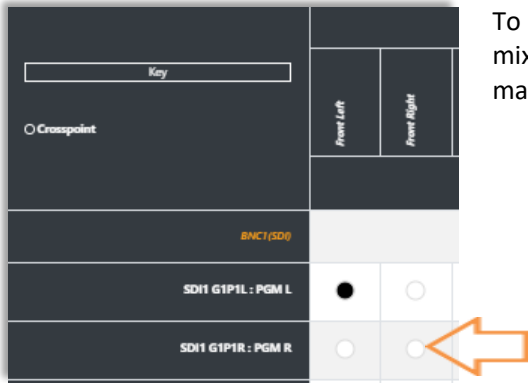 To
mix
ma
Key
Crosspoint
Front Left
Front Right
BNC1(SDI)
SDI1 G1P1L : PGM L
SDI1 G1P1R : PGM R